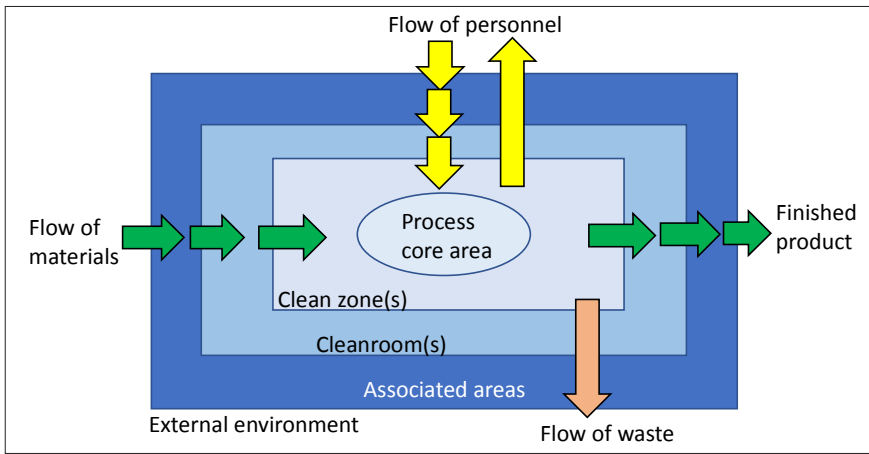 Flow of personnel
Flow of
materials
Process
core area
Finished
product
Clean zone(s)
Cleanroom(s)
Associated areas
External environment
Flow of waste